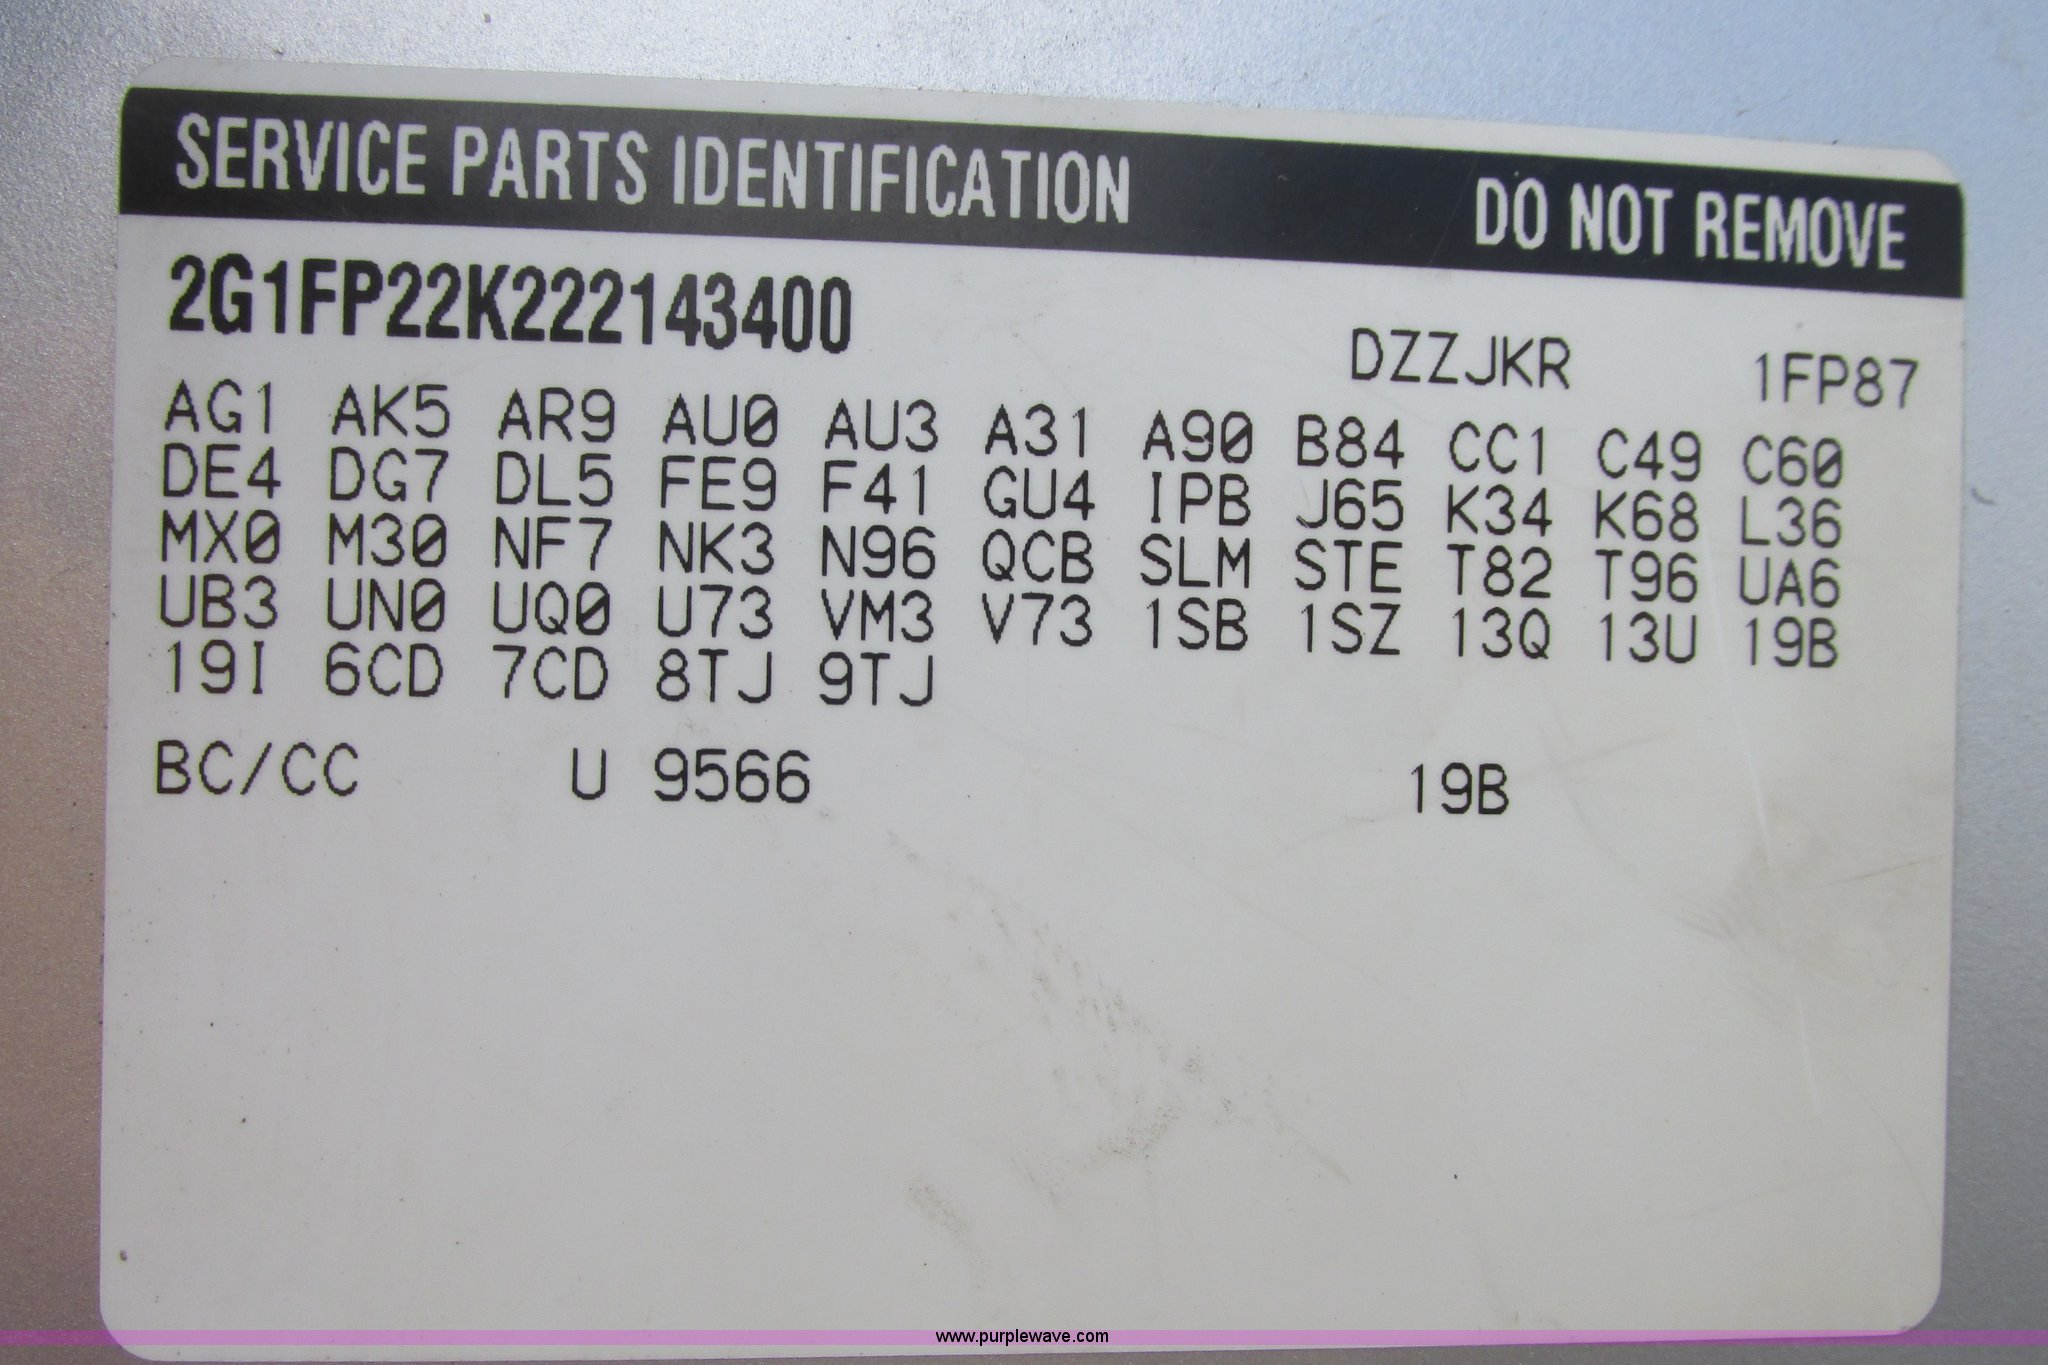 SERVICE PARTS IDENTIFICATION DO NOT REMOVE
2G1FP22K222143400 DZZJKR 1FP87
AG1 AK5 AR9 AU0 AU3 A31 A90 B84 CC1 C49 C60
DE4 DG7 DL5 FE9 F41 GU4 IPB J65 K34 K68 L36
MX0 M30 NF7 NK3 N96 QCB SLM STE T82 T96 UA6
UB3 UN0 UQ0 U73 VM3 V73 1SB 1SZ 13Q 13U 19B
19I 6CD 7CD 8TJ 9TJ
BC/CC U 9566 19B
www.purplewave.com